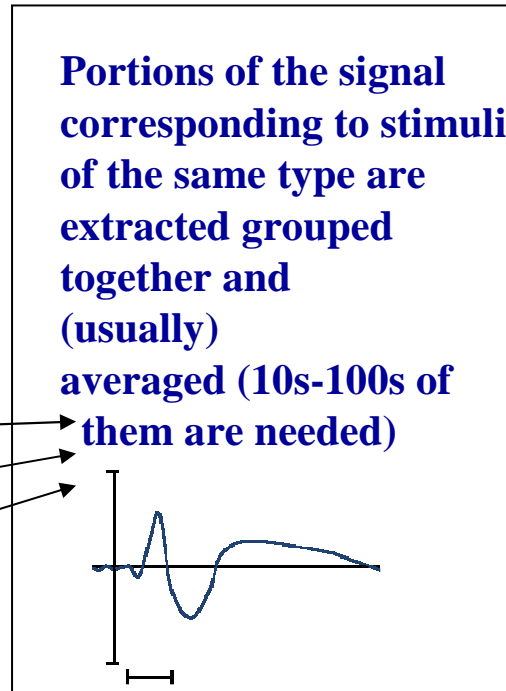 Portions of the signal
corresponding to stimuli
of the same type are
extracted grouped
together and
(usually)
averaged (10s-100s of
them are needed)